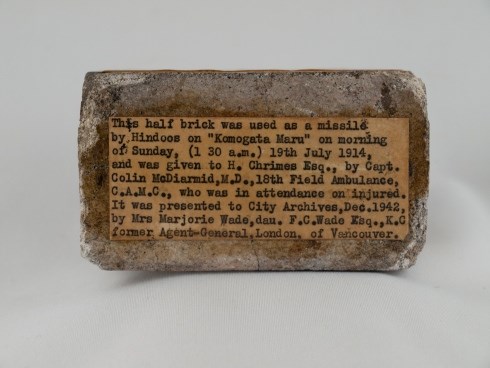 This half brick was used as a missile
by Hindoos on "Komogata Maru" on morning
of Sunday, (1 30 a.m.) 19th July 1914,
and was given to H. Chrimes Esq., by Capt.
Colin McDiarmid,M.D.,18th Field Ambulance,
C.A.M.C., who was in attendance on injured.
It was presented to City Archives,Dec.1942,
by Mrs Marjorie Wade,dau. F.C.Wade Esq.,K.C
former Agent-General,London. of Vancouver.